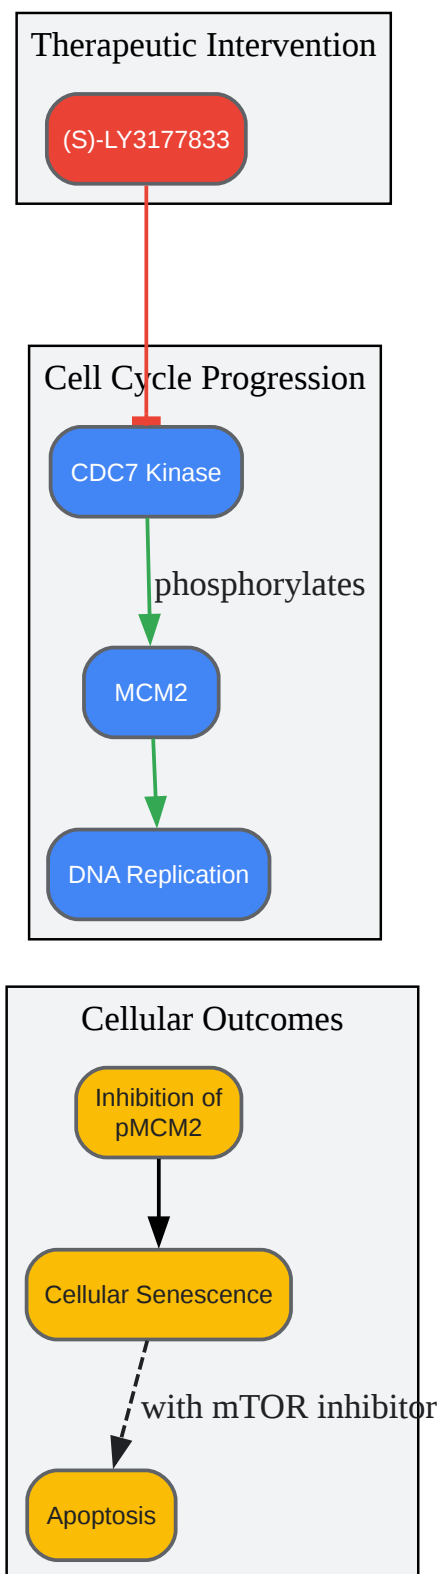 Therapeutic Intervention
(S)-LY3177833
Cell Cycle Progression
CDC7 Kinase
phosphorylates
MCM2
DNA Replication
Cellular Outcomes
Inhibition of
pMCM2
Cellular Senescence
with mTOR inhibitor
Apoptosis